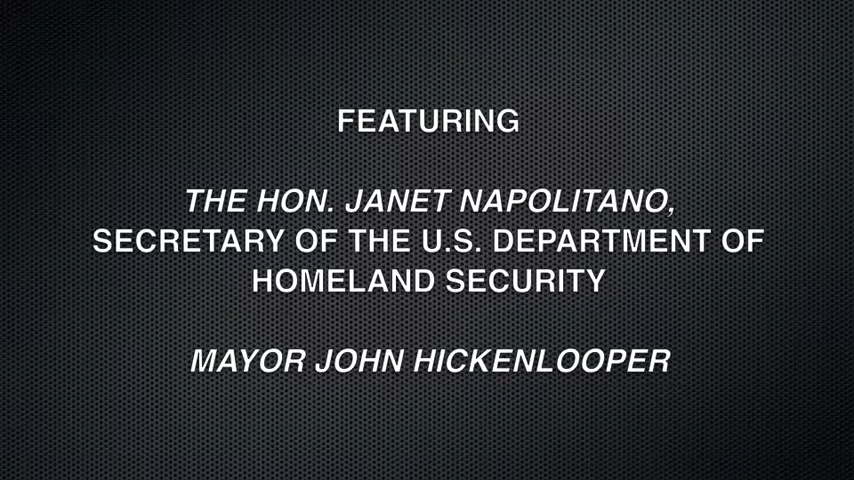 FEATURING
THE HON. JANET NAPOLITANO,
SECRETARY OF THE U.S. DEPARTMENT OF
HOMELAND SECURITY
MAYOR JOHN HICKENLOOPER